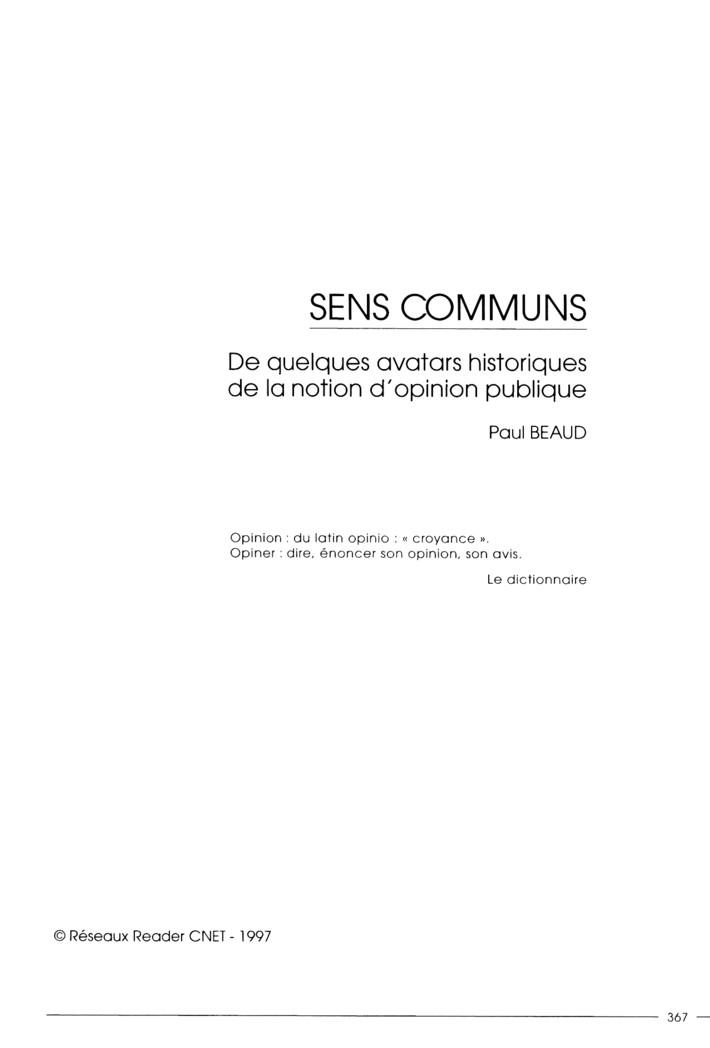 SENS COMMUNS
De quelques avatars historiques
de la notion d'opinion publique
Paul BEAUD
Opinion : du latin opinio : « croyance ».
Opiner : dire, énoncer son opinion, son avis.
Le dictionnaire
© Réseaux Reader CNET - 1997
367